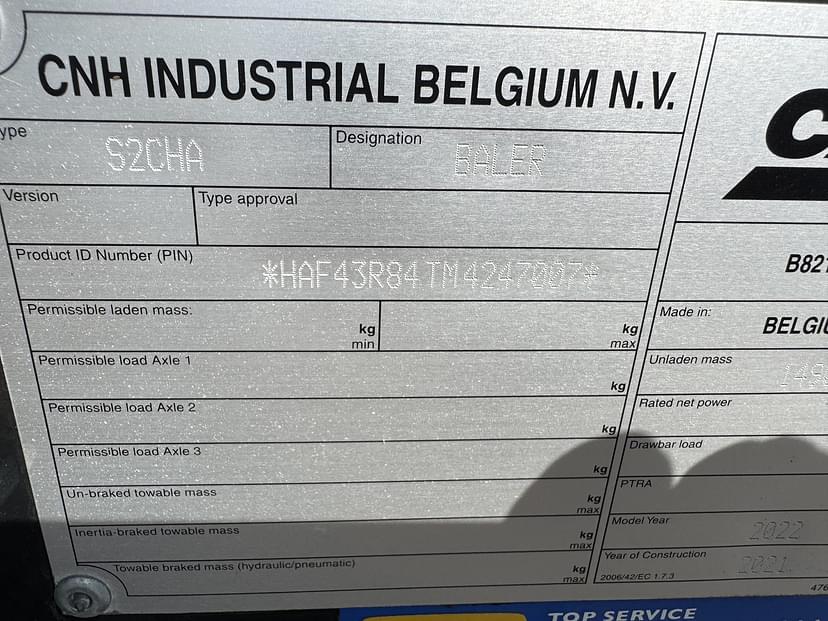 CNH INDUSTRIAL BELGIUM N.V.
ype
S2CHA
Designation
BALER
Version
Type approval
Product ID Number (PIN)
*HAF43R84TM4247007*
Permissible laden mass:
kg
min
kg
max
Permissible load Axle 1
kg
Permissible load Axle 2
kg
Permissible load Axle 3
kg
Un-braked towable mass
kg
max
Inertia-braked towable mass
kg
max
Towable braked mass (hydraulic/pneumatic)
kg
max
B821
Made in:
BELGIU
Unladen mass
149
Rated net power
Drawbar load
PTRA
Model Year
2022
Year of Construction
2021
2006/42/EC 1.7.3
476
TOP SERVICE